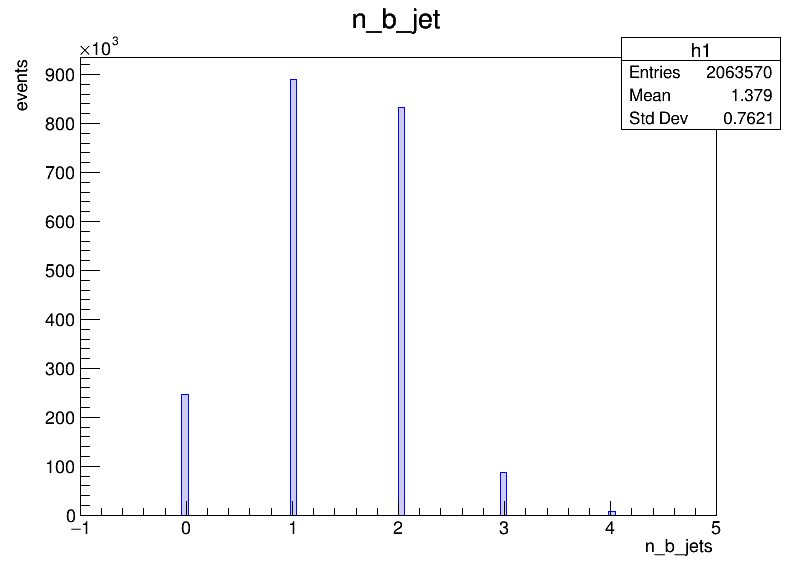 n_b_jet
×10³
h1
Entries 2063570
Mean 1.379
Std Dev 0.7621
events
900
800
700
600
500
400
300
200
100
0
−1 0 1 2 3 4 5
n_b_jets